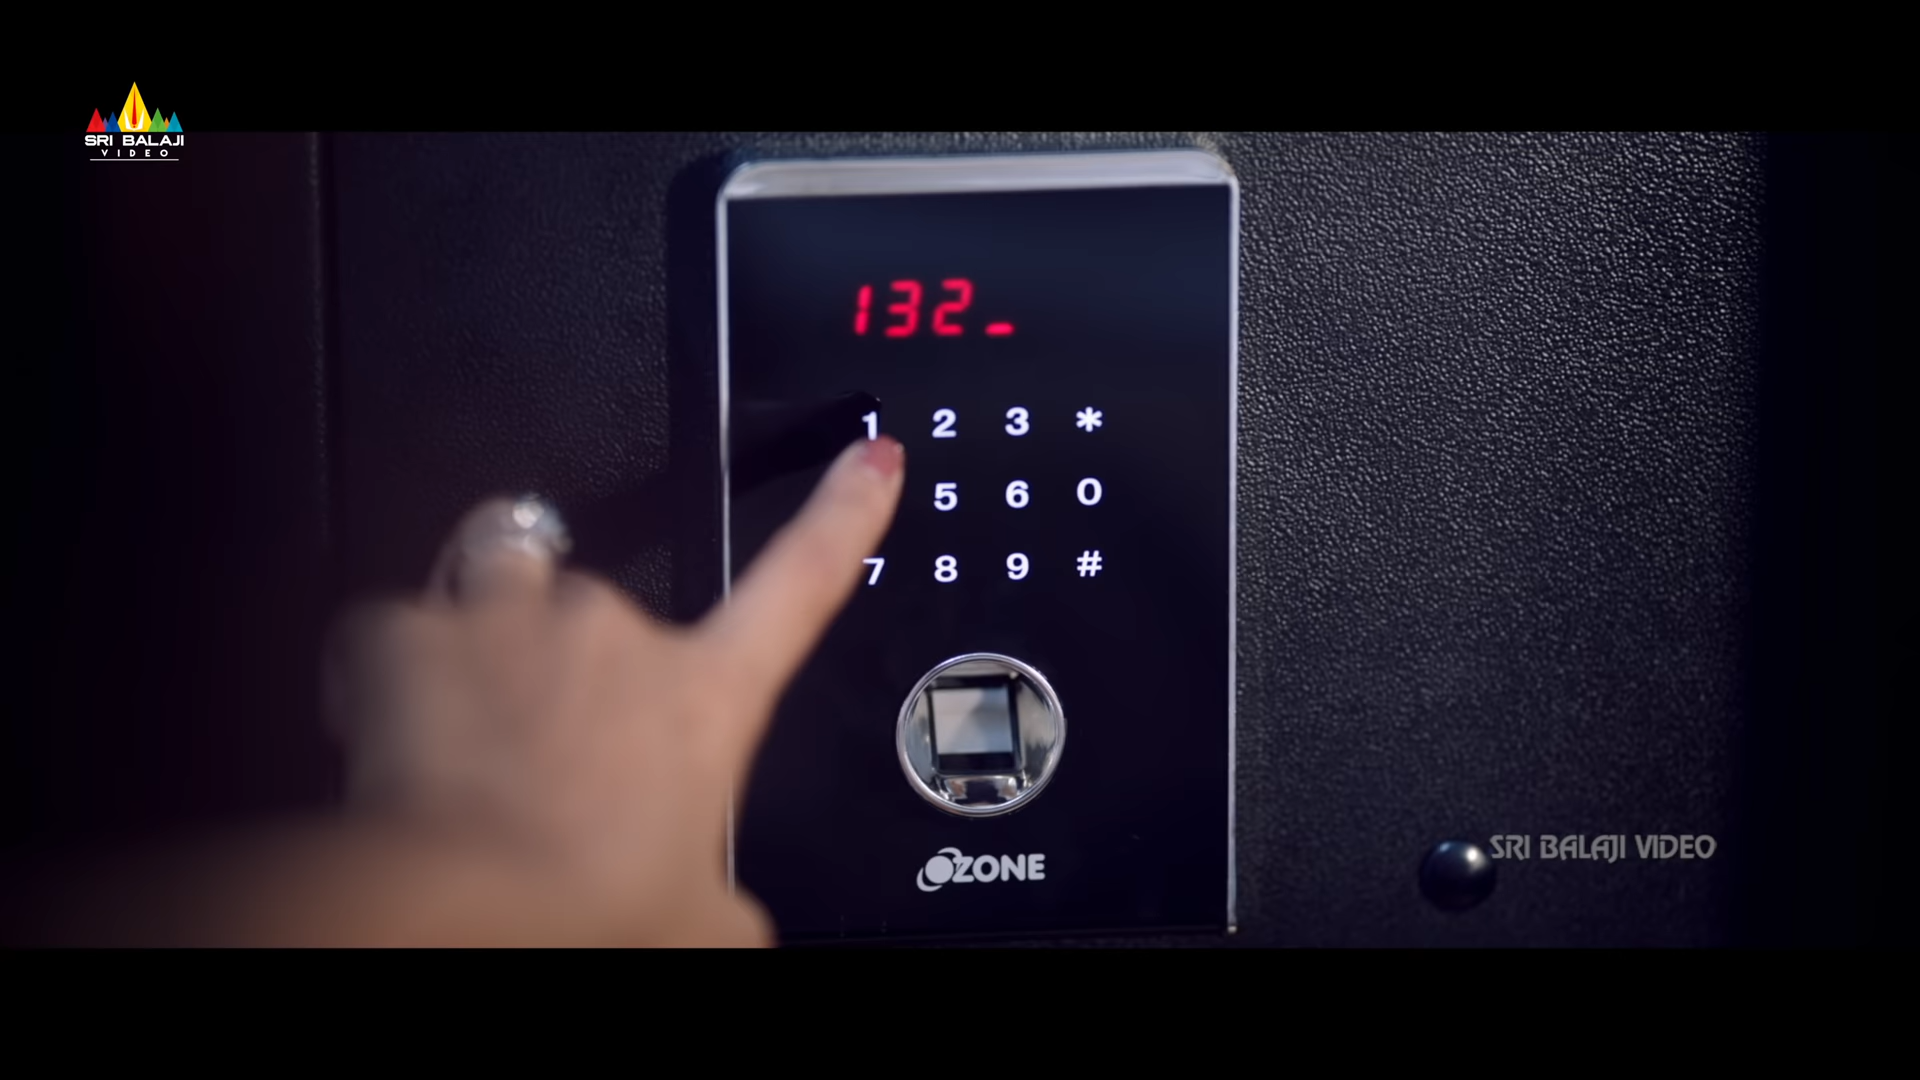 SRI BALAJI
VIDEO
132_
1 2 3 *
5 6 0
7 8 9 #
OZONE
SRI BALAJI VIDEO